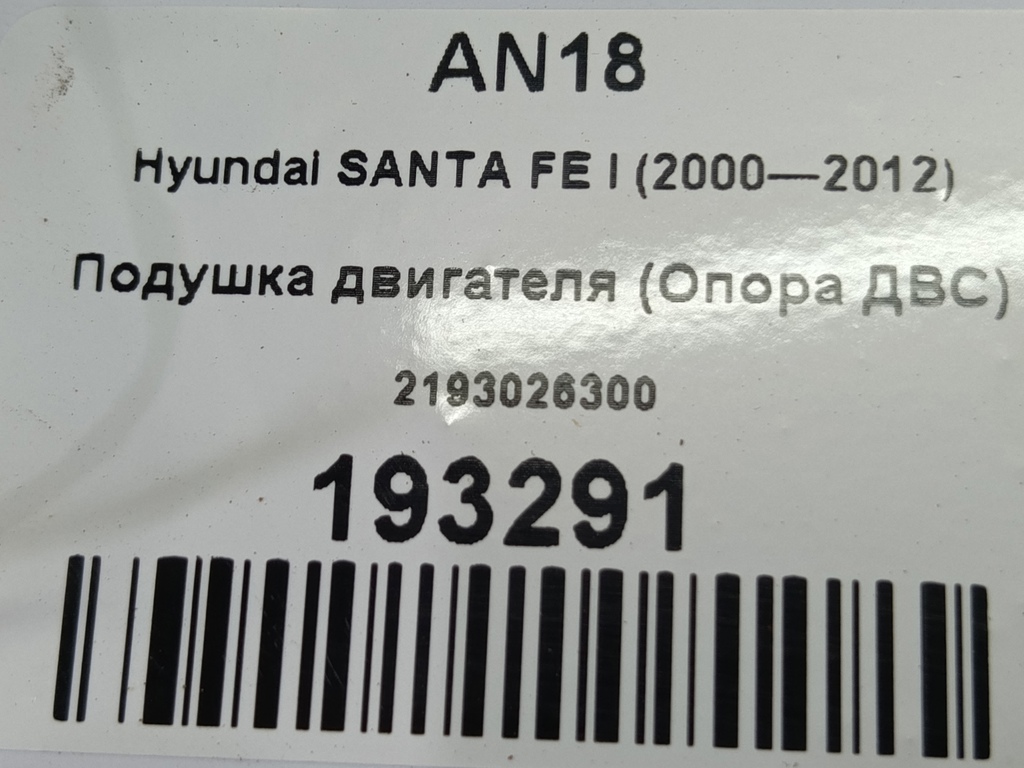 AN18
Hyundai SANTA FE I (2000—2012)
Подушка двигателя (Опора ДВС)
2193026300
193291